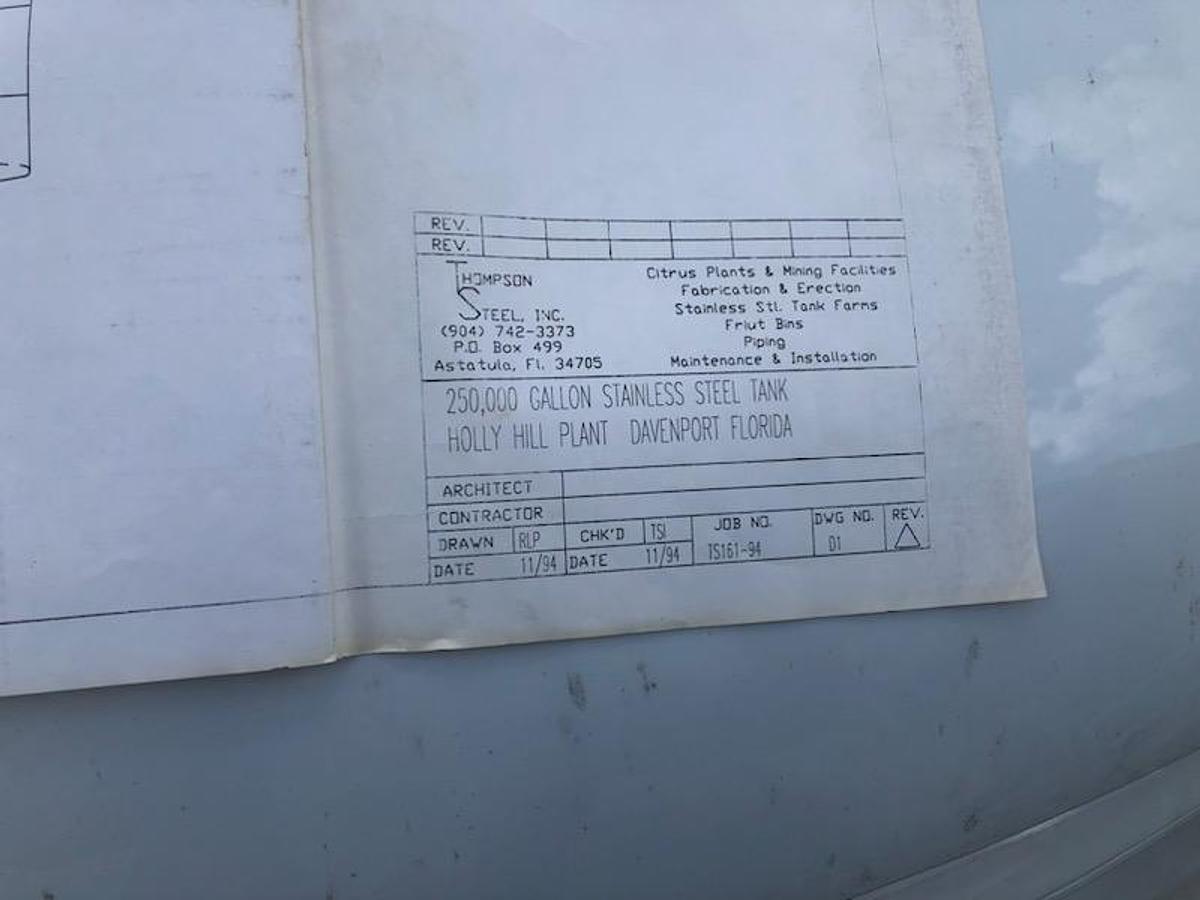 REV.
REV.
THOMPSON
STEEL, INC.
(904) 742-3373
P.O. Box 499
Astatula, Fl. 34705
Citrus Plants & Mining Facilities
Fabrication & Erection
Stainless Stl. Tank Farms
Friut Bins
Piping
Maintenance & Installation
250,000 GALLON STAINLESS STEEL TANK
HOLLY HILL PLANT DAVENPORT FLORIDA
ARCHITECT
CONTRACTOR
DRAWN RLP CHK'D TSI JOB NO. DWG NO. REV.
DATE 11/94 DATE 11/94 TS161-94 D1